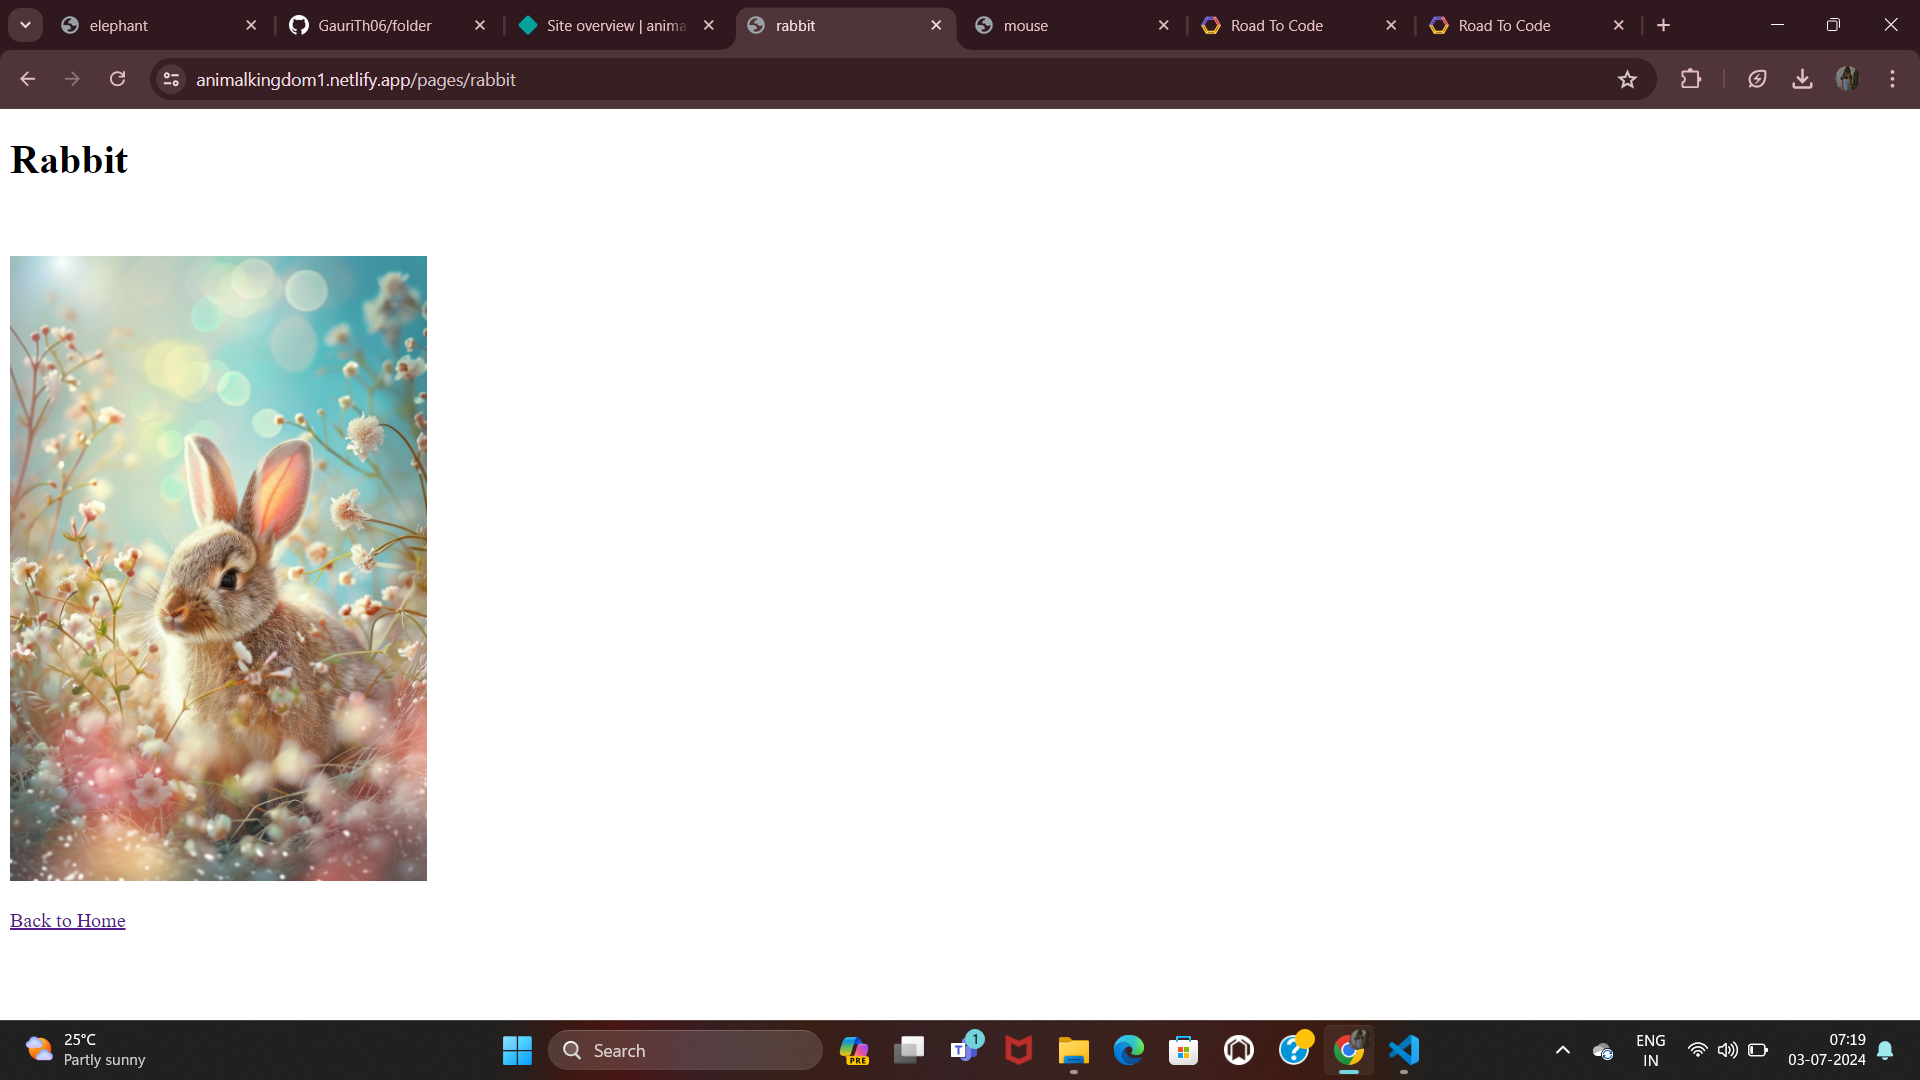 elephant
GauriTh06/folder
Site overview | anima
rabbit
mouse
Road To Code
Road To Code
animalkingdom1.netlify.app/pages/rabbit
Rabbit
Back to Home
25°C
Partly sunny
Search
PRE
T
1
ENG
IN
07:19
03-07-2024